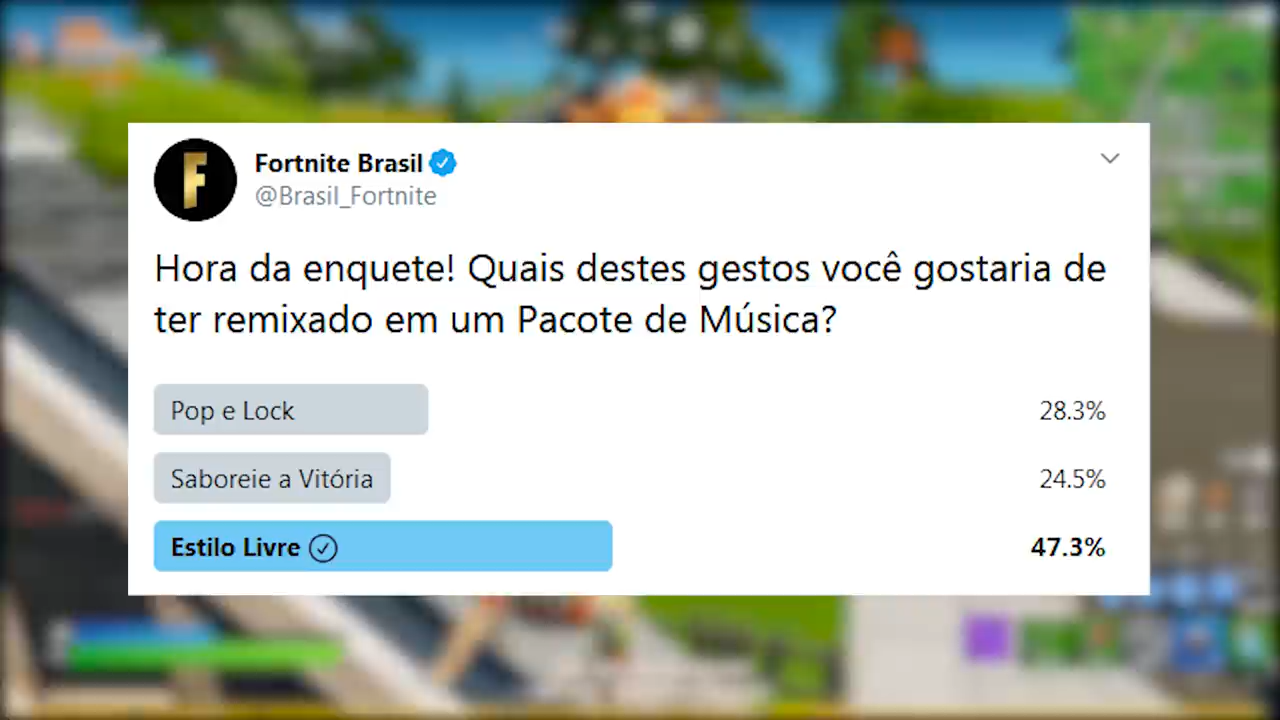 Fortnite Brasil
@Brasil_Fortnite
Hora da enquete! Quais destes gestos você gostaria de
ter remixado em um Pacote de Música?
Pop e Lock 28.3%
Saboreie a Vitória 24.5%
Estilo Livre 47.3%